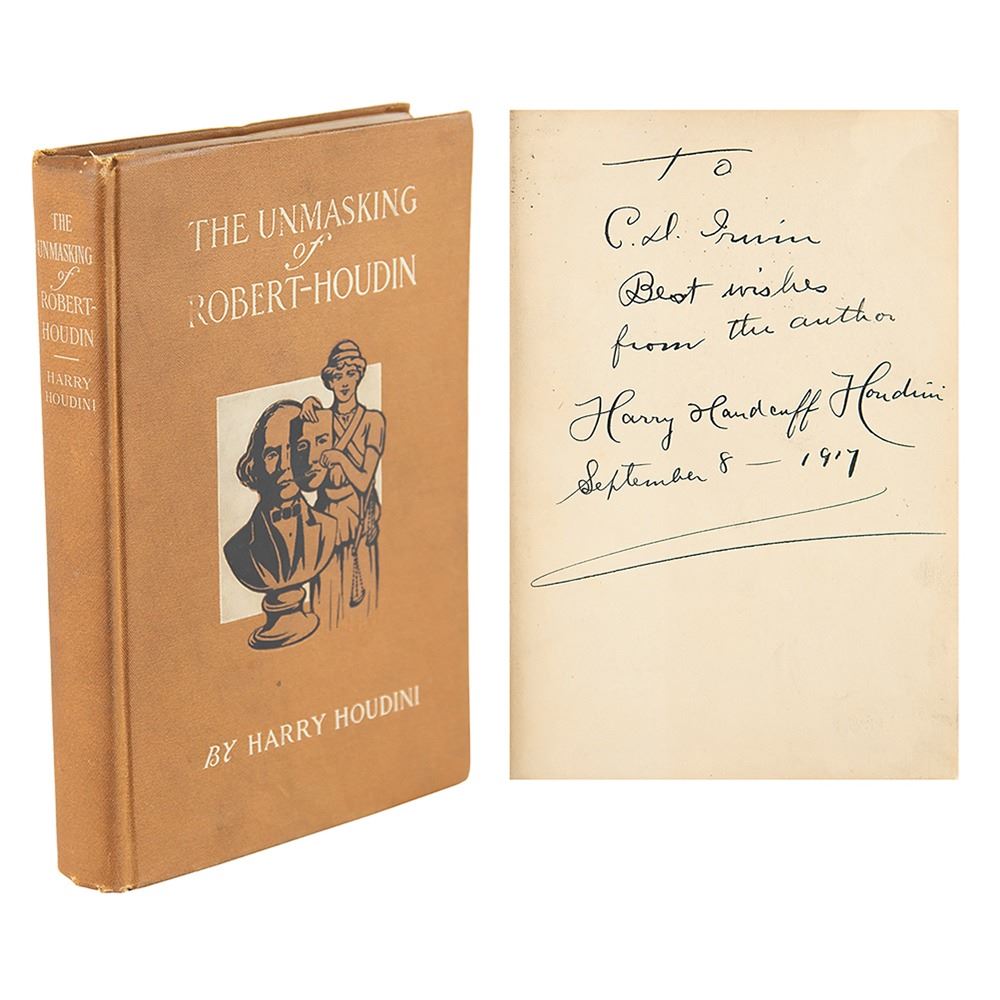 THE
UNMASKING
of
ROBERT-
HOUDIN
HARRY
HOUDINI
THE UNMASKING
of
ROBERT-HOUDIN
BY HARRY HOUDINI
To
C.D. Irwin
Best wishes
from the author
Harry Handcuff Houdini
September 8 — 1917